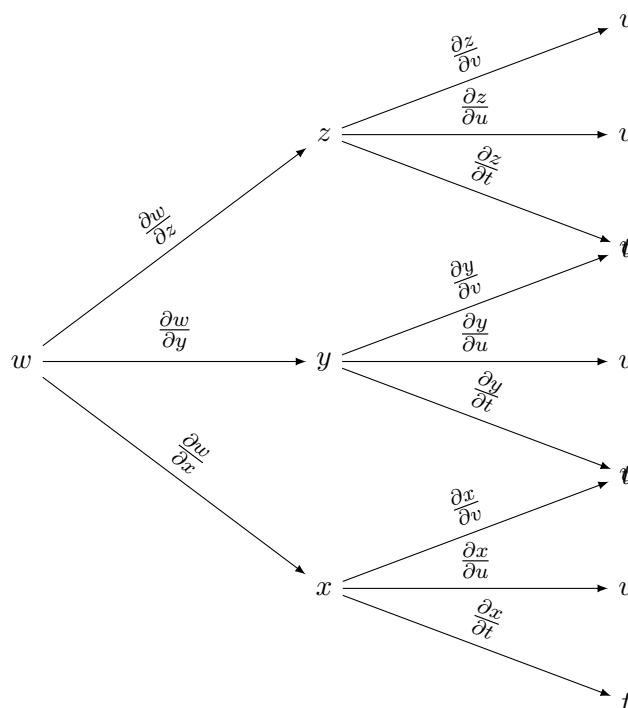 ∂z/∂v
∂z/∂u
z
∂z/∂t
∂w/∂z
∂y/∂v
∂w/∂y
∂y/∂u
w
y
∂y/∂t
∂w/∂x
∂x/∂v
∂x/∂u
x
∂x/∂t